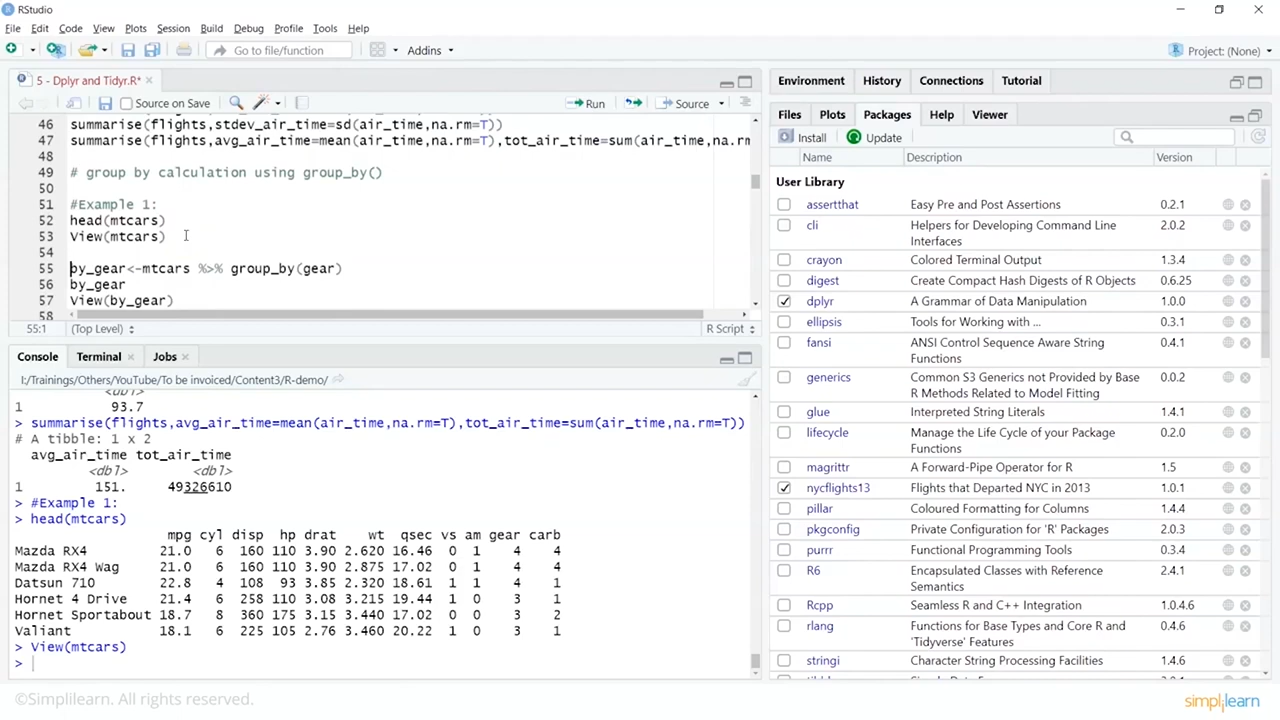 RStudio
File Edit Code View Plots Session Build Debug Profile Tools Help
Go to file/function Addins Project: (None)
5 - Dplyr and Tidyr.R*
Source on Save Run Source
46 summarise(flights,stdev_air_time=sd(air_time,na.rm=T))
47 summarise(flights,avg_air_time=mean(air_time,na.rm=T),tot_air_time=sum(air_time,na.rm
48
49 # group by calculation using group_by()
50
51 #Example 1:
52 head(mtcars)
53 View(mtcars)
54
55 by_gear<-mtcars %>% group_by(gear)
56 by_gear
57 View(by_gear)
58
55:1 (Top Level) R Script
Console Terminal Jobs
I:/Trainings/Others/YouTube/To be invoiced/Content3/R-demo/
<dbl>
1 93.7
> summarise(flights,avg_air_time=mean(air_time,na.rm=T),tot_air_time=sum(air_time,na.rm=T))
# A tibble: 1 x 2
avg_air_time tot_air_time
<dbl> <dbl>
1 151. 49326610
> #Example 1:
> head(mtcars)
mpg cyl disp hp drat wt qsec vs am gear carb
Mazda RX4 21.0 6 160 110 3.90 2.620 16.46 0 1 4 4
Mazda RX4 Wag 21.0 6 160 110 3.90 2.875 17.02 0 1 4 4
Datsun 710 22.8 4 108 93 3.85 2.320 18.61 1 1 4 1
Hornet 4 Drive 21.4 6 258 110 3.08 3.215 19.44 1 0 3 1
Hornet Sportabout 18.7 8 360 175 3.15 3.440 17.02 0 0 3 2
Valiant 18.1 6 225 105 2.76 3.460 20.22 1 0 3 1
> View(mtcars)
>
Environment History Connections Tutorial
Files Plots Packages Help Viewer
Install Update
Name Description Version
User Library
assertthat Easy Pre and Post Assertions 0.2.1
cli Helpers for Developing Command Line 2.0.2
Interfaces
crayon Colored Terminal Output 1.3.4
digest Create Compact Hash Digests of R Objects 0.6.25
dplyr A Grammar of Data Manipulation 1.0.0
ellipsis Tools for Working with ... 0.3.1
fansi ANSI Control Sequence Aware String 0.4.1
Functions
generics Common S3 Generics not Provided by Base 0.0.2
R Methods Related to Model Fitting
glue Interpreted String Literals 1.4.1
lifecycle Manage the Life Cycle of your Package 0.2.0
Functions
magrittr A Forward-Pipe Operator for R 1.5
nycflights13 Flights that Departed NYC in 2013 1.0.1
pillar Coloured Formatting for Columns 1.4.4
pkgconfig Private Configuration for 'R' Packages 2.0.3
purrr Functional Programming Tools 0.3.4
R6 Encapsulated Classes with Reference 2.4.1
Semantics
Rcpp Seamless R and C++ Integration 1.0.4.6
rlang Functions for Base Types and Core R and 0.4.6
'Tidyverse' Features
stringi Character String Processing Facilities 1.4.6
©Simplilearn. All rights reserved.
simplilearn